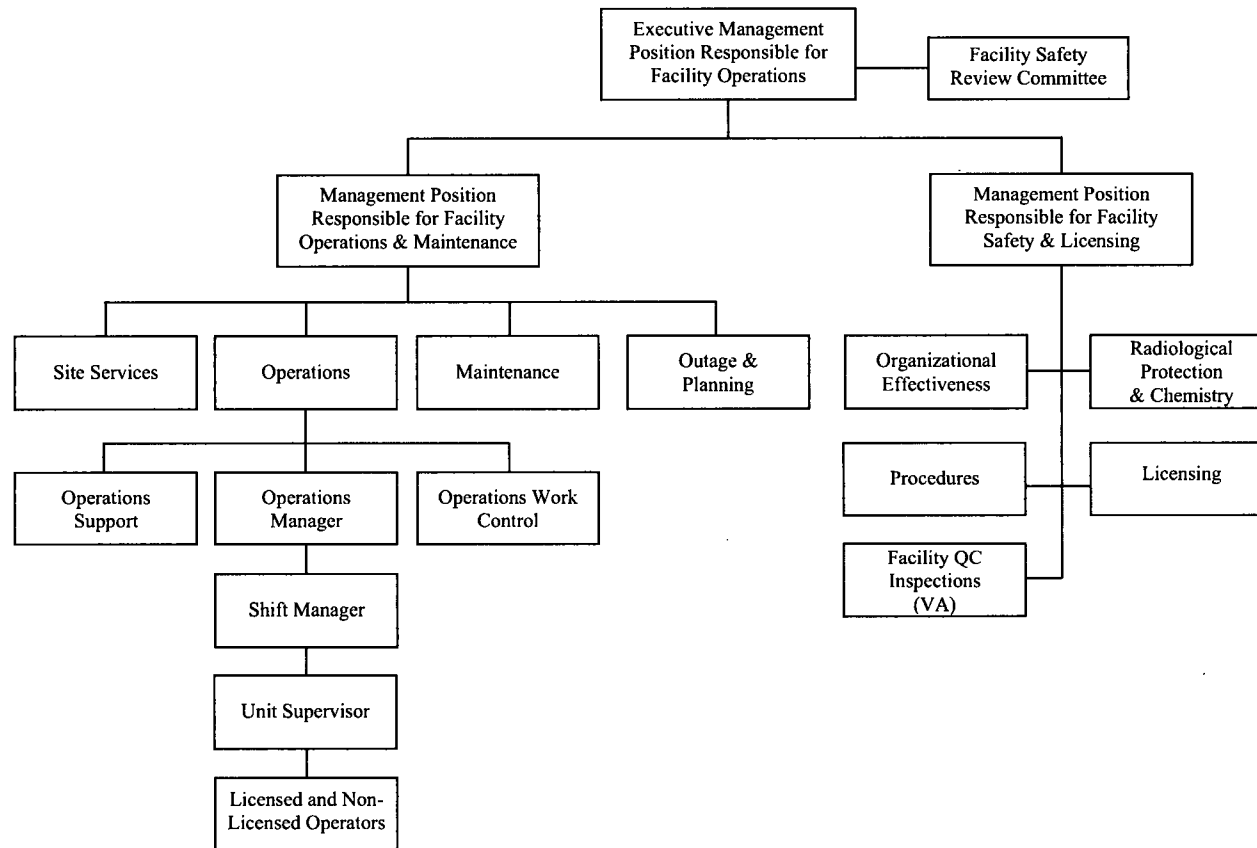 Executive Management
Position Responsible for
Facility Operations
Facility Safety
Review Committee
Management Position
Responsible for Facility
Operations & Maintenance
Management Position
Responsible for Facility
Safety & Licensing
Site Services
Operations
Maintenance
Outage &
Planning
Organizational
Effectiveness
Radiological
Protection
& Chemistry
Operations
Support
Operations
Manager
Operations Work
Control
Procedures
Licensing
Facility QC
Inspections
(VA)
Shift Manager
Unit Supervisor
Licensed and Non-
Licensed Operators